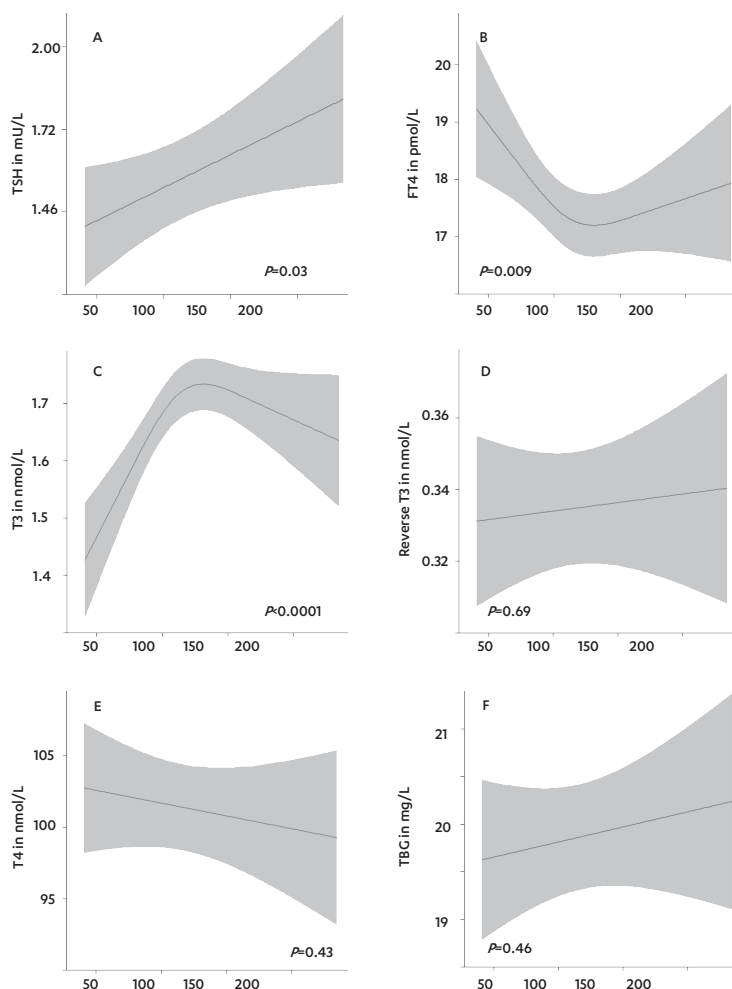 A
2.00
1.72
1.46
TSH in mU/L
P=0.03
50 100 150 200
B
20
19
18
17
FT4 in pmol/L
P=0.009
50 100 150 200
C
1.7
1.6
1.5
1.4
T3 in nmol/L
P<0.0001
50 100 150 200
D
0.36
0.34
0.32
Reverse T3 in nmol/L
P=0.69
50 100 150 200
E
105
100
95
T4 in nmol/L
P=0.43
50 100 150 200
F
21
20
19
TBG in mg/L
P=0.46
50 100 150 200